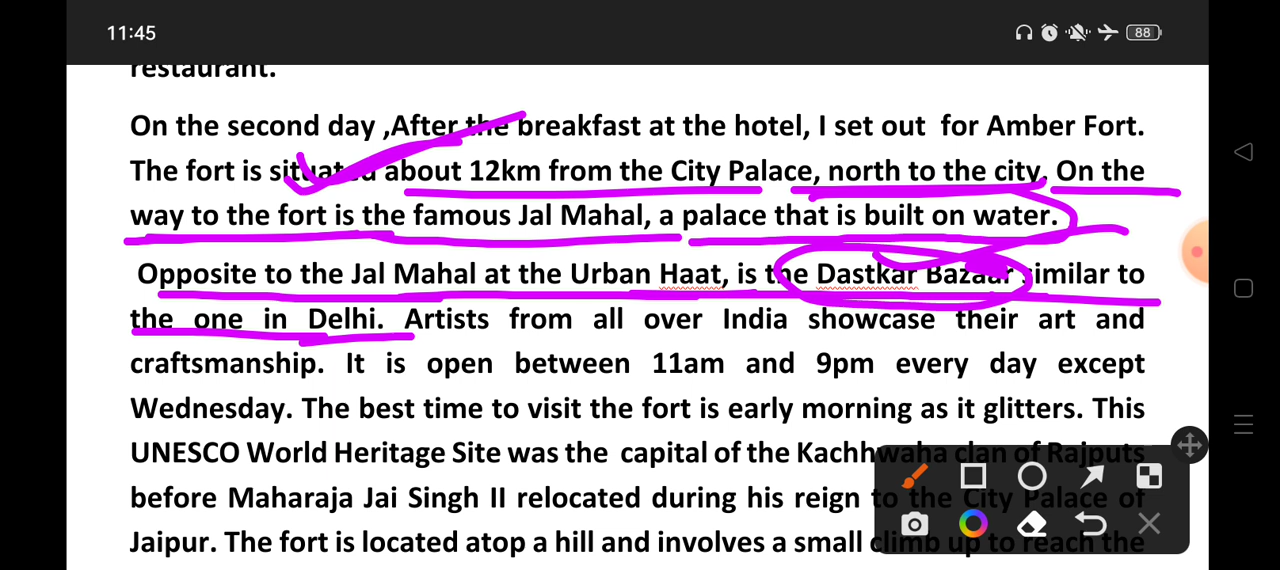 11:45
88
restaurant.
On the second day ,After the breakfast at the hotel, I set out for Amber Fort.
The fort is situated about 12km from the City Palace, north to the city. On the
way to the fort is the famous Jal Mahal, a palace that is built on water.
Opposite to the Jal Mahal at the Urban Haat, is the Dastkar Bazaar similar to
the one in Delhi. Artists from all over India showcase their art and
craftsmanship. It is open between 11am and 9pm every day except
Wednesday. The best time to visit the fort is early morning as it glitters. This
UNESCO World Heritage Site was the capital of the Kachhwaha clan of Rajputs
before Maharaja Jai Singh II relocated during his reign to the City Palace of
Jaipur. The fort is located atop a hill and involves a small climb up to reach the